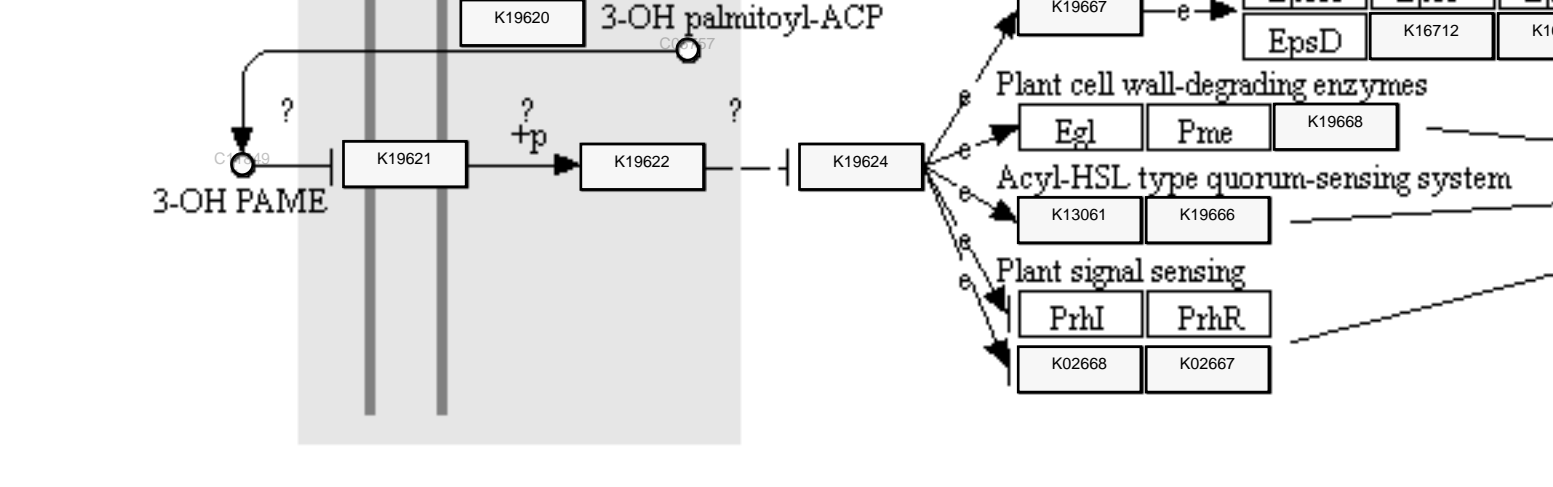 K19620
3-OH palmitoyl-ACP
K19667
e
EpsD
K16712
Plant cell wall-degrading enzymes
e
Egl
Pme
K19668
?
?
?
+p
e
K19621
K19622
K19624
3-OH PAME
Acyl-HSL type quorum-sensing system
e
K13061
K19666
e
Plant signal sensing
e
PrhI
PrhR
K02668
K02667